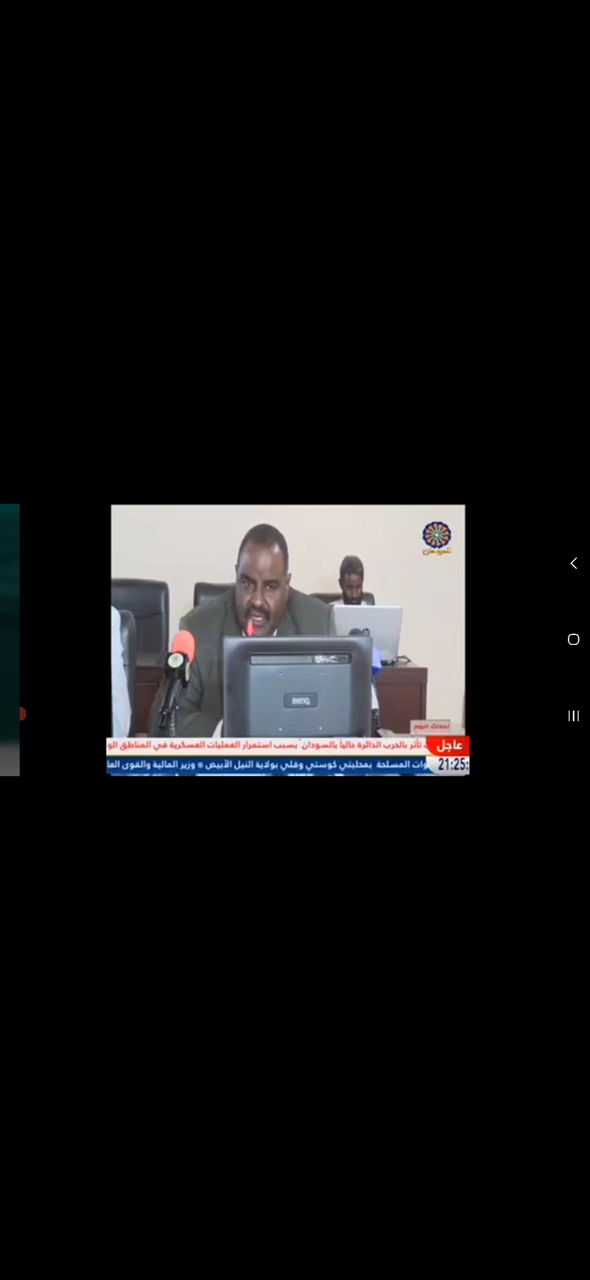 السودان
BenQ
أحداث اليوم
عاجل
تأثر بالحرب الدائرة حالياً بالسودان بسبب استمرار العمليات العسكرية في المناطق
21:25:
المسلحة بمحليتي كوستي وقلي بولاية النيل الأبيض * وزير المالية والقوى